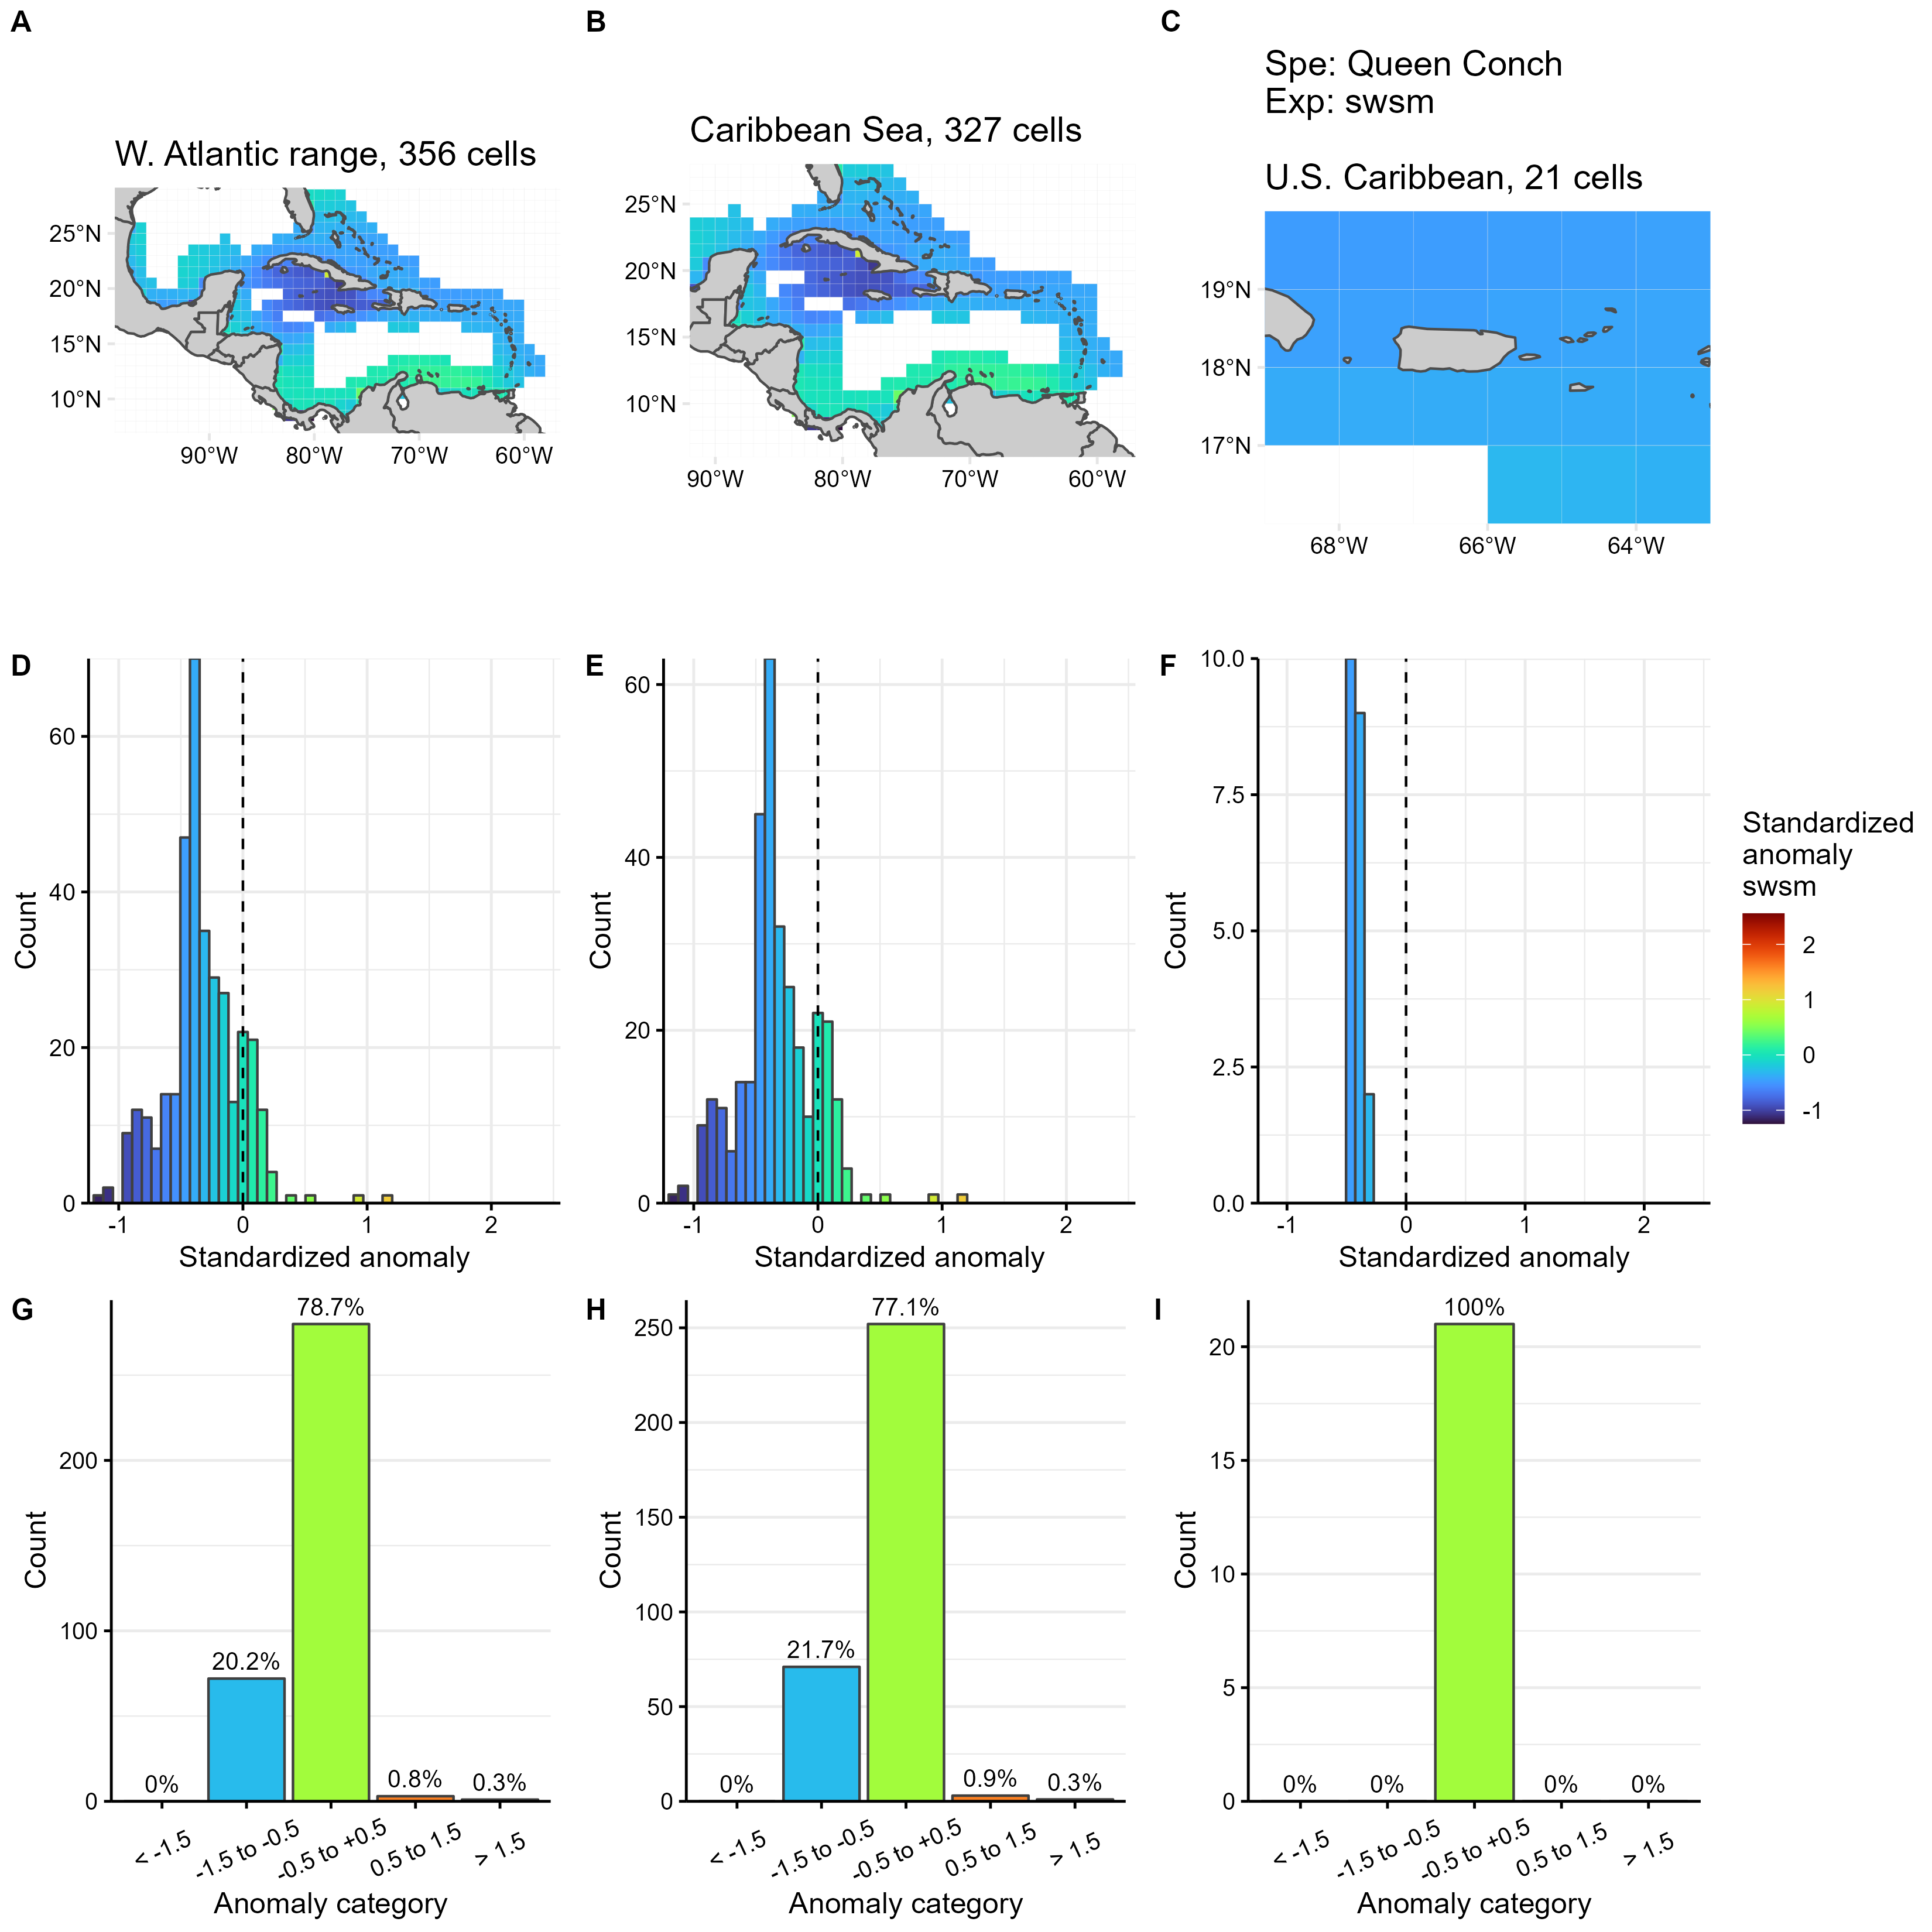 A
B
C
Spe: Queen Conch
Exp: swsm
W. Atlantic range, 356 cells
Caribbean Sea, 327 cells
U.S. Caribbean, 21 cells
25°N
20°N
15°N
10°N
90°W
80°W
70°W
60°W
25°N
20°N
15°N
10°N
90°W
80°W
70°W
60°W
19°N
18°N
17°N
68°W
66°W
64°W
D
60
40
20
0
Count
-1
0
1
2
Standardized anomaly
E
60
40
20
0
Count
-1
0
1
2
Standardized anomaly
F
10.0
7.5
5.0
2.5
0.0
Count
-1
0
1
2
Standardized anomaly
Standardized
anomaly
swsm
2
1
0
-1
G
200
100
0
Count
0%
20.2%
78.7%
0.8%
0.3%
< -1.5
-1.5 to -0.5
-0.5 to +0.5
0.5 to 1.5
> 1.5
Anomaly category
H
250
200
150
100
50
0
Count
0%
21.7%
77.1%
0.9%
0.3%
< -1.5
-1.5 to -0.5
-0.5 to +0.5
0.5 to 1.5
> 1.5
Anomaly category
I
20
15
10
5
0
Count
0%
0%
100%
0%
0%
< -1.5
-1.5 to -0.5
-0.5 to +0.5
0.5 to 1.5
> 1.5
Anomaly category